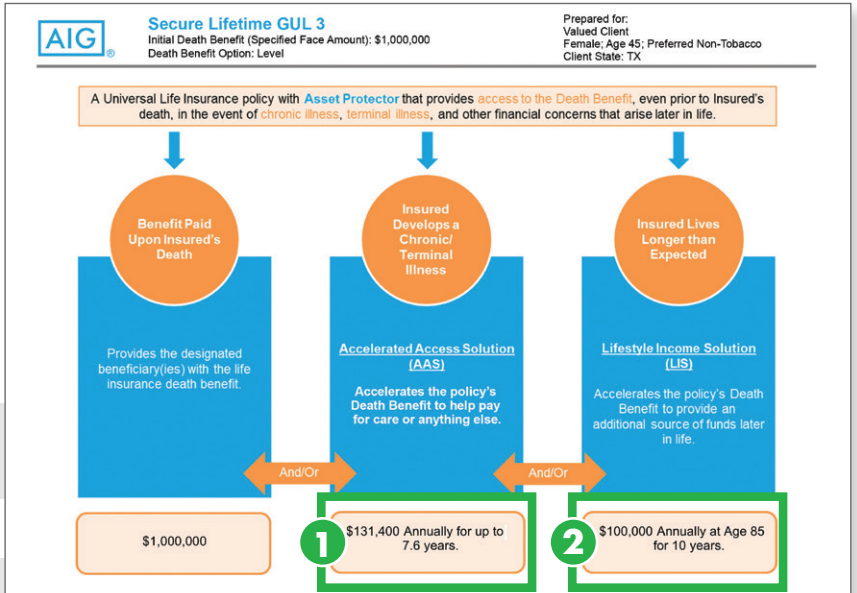 AIG®
Secure Lifetime GUL 3
Initial Death Benefit (Specified Face Amount): $1,000,000
Death Benefit Option: Level
Prepared for:
Valued Client
Female; Age 45; Preferred Non-Tobacco
Client State: TX
A Universal Life Insurance policy with Asset Protector that provides access to the Death Benefit, even prior to Insured's
death, in the event of chronic illness, terminal illness, and other financial concerns that arise later in life.
Benefit Paid
Upon Insured's
Death
Provides the designated
beneficiary(ies) with the life
insurance death benefit.
$1,000,000
And/Or
Insured
Develops a
Chronic/
Terminal
Illness
Accelerated Access Solution
(AAS)
Accelerates the policy's
Death Benefit to help pay
for care or anything else.
1
$131,400 Annually for up to
7.6 years.
And/Or
Insured Lives
Longer than
Expected
Lifestyle Income Solution
(LIS)
Accelerates the policy's Death
Benefit to provide an
additional source of funds later
in life.
2
$100,000 Annually at Age 85
for 10 years.